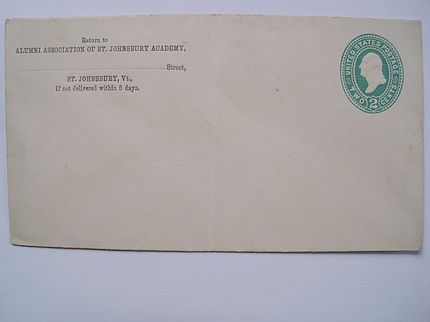 Return to
ALUMNI ASSOCIATION OF ST. JOHNSBURY ACADEMY,
Street,
ST. JOHNSBURY, Vt.,
If not delivered within 5 days.
UNITED STATES POSTAGE
TWO 2 CENTS